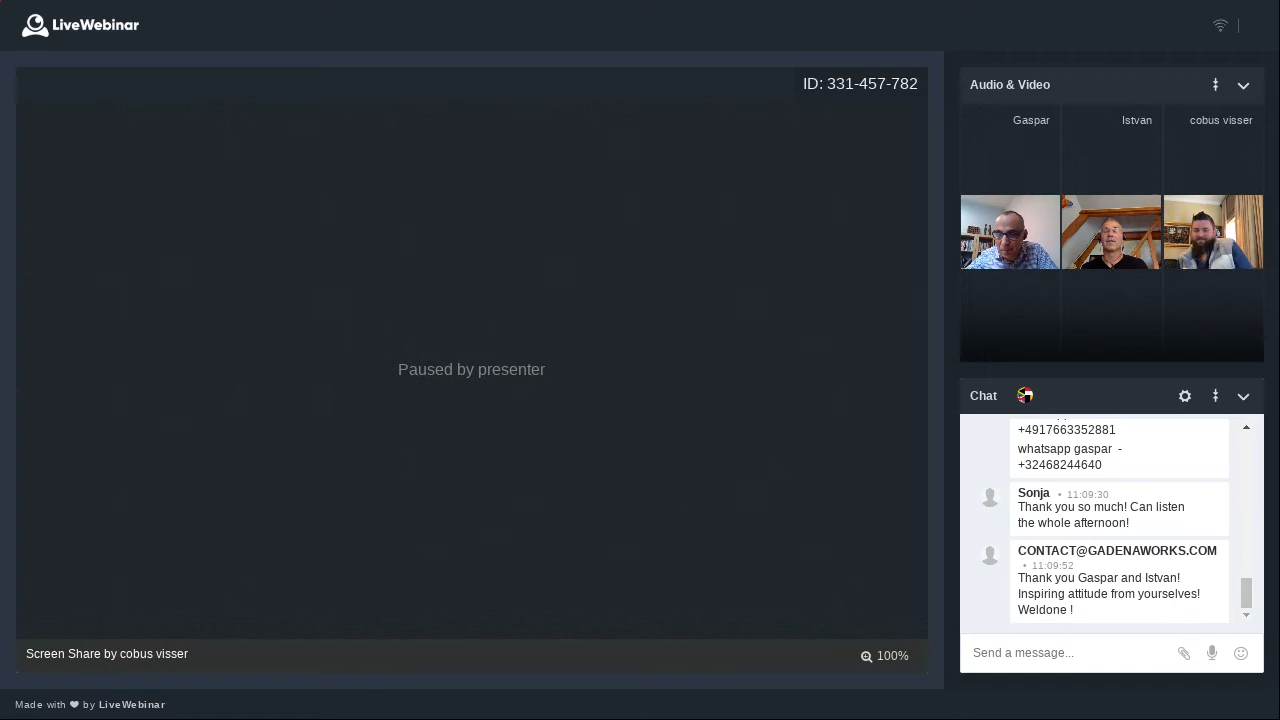 LiveWebinar
ID: 331-457-782
Paused by presenter
Screen Share by cobus visser
100%
Audio & Video
Gaspar
Istvan
cobus visser
Chat
+4917663352881
whatsapp gaspar -
+32468244640
Sonja • 11:09:30
Thank you so much! Can listen
the whole afternoon!
CONTACT@GADENAWORKS.COM
• 11:09:52
Thank you Gaspar and Istvan!
Inspiring attitude from yourselves!
Weldone !
Send a message...
Made with ❤ by LiveWebinar